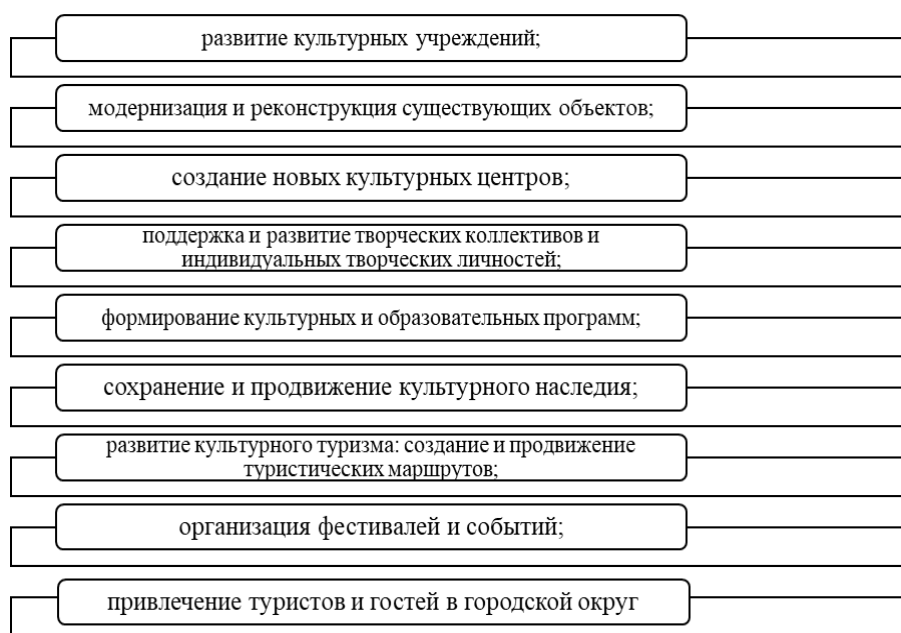 развитие культурных учреждений;
модернизация и реконструкция существующих объектов;
создание новых культурных центров;
поддержка и развитие творческих коллективов и
индивидуальных творческих личностей;
формирование культурных и образовательных программ;
сохранение и продвижение культурного наследия;
развитие культурного туризма: создание и продвижение
туристических маршрутов;
организация фестивалей и событий;
привлечение туристов и гостей в городской округ